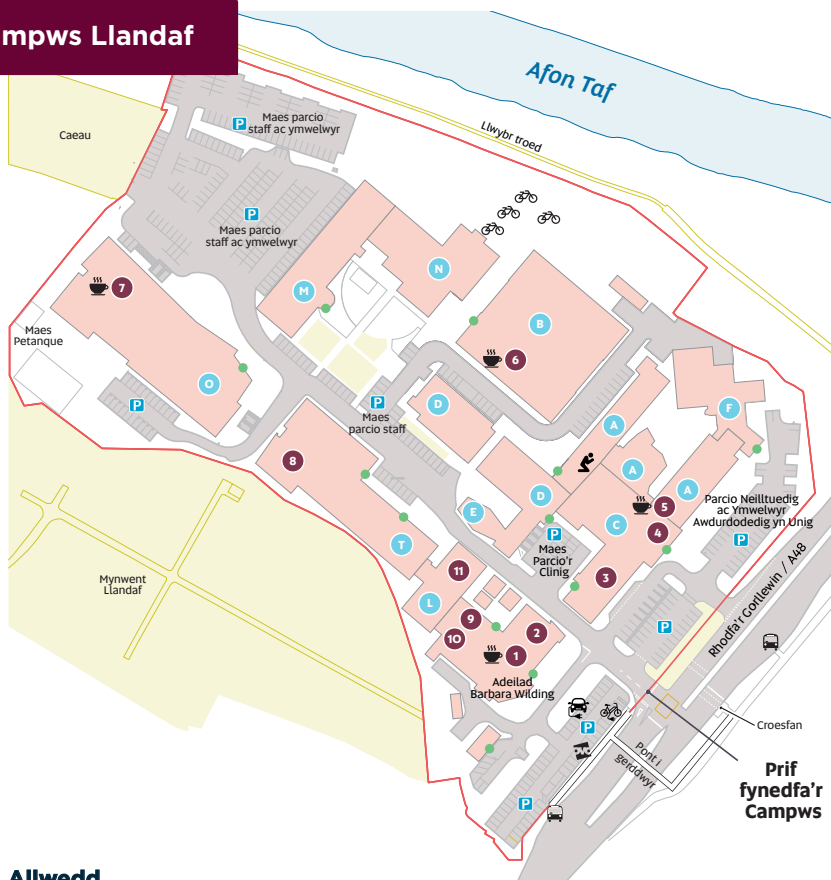 mpws Llandaf
Afon Taf
Llwybr troed
Caeau
Maes parcio
staff ac ymwelwyr
P
P
Maes parcio
staff ac ymwelwyr
N
M
B
7
6
Maes
Petanque
O
P
P
Maes
parcio staff
D
A
F
8
A
A
D
E
5
C
4
Parcio Neilltuedig
ac Ymwelwyr
Awdurdodedig yn Unig
P
P
Maes
Parcio'r
Clinig
T
11
3
Mynwent
Llandaf
L
9
10
2
1
P
Rhodfa'r Gorllewin / A48
Adeilad
Barbara Wilding
P
Croesfan
Pont i
gerddwyr
Prif
fynedfa'r
Campws
P
Allwedd